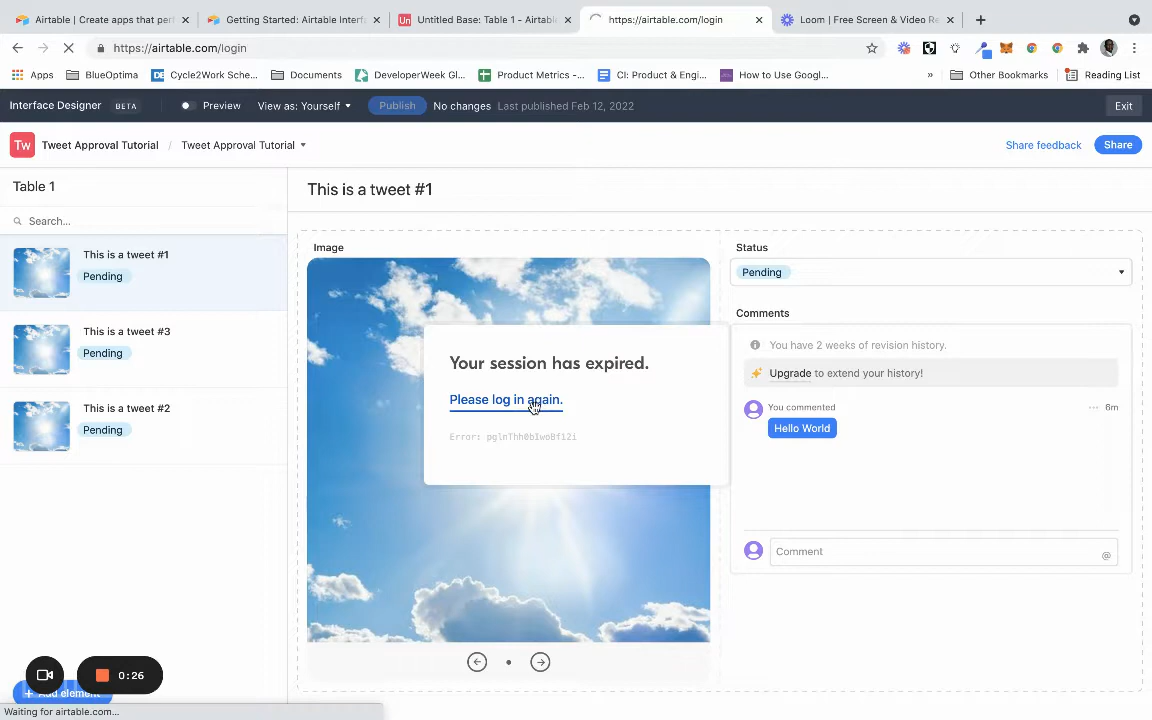 Airtable | Create apps that perf
Getting Started: Airtable Interf
Untitled Base: Table 1 - Airtabl
https://airtable.com/login
Loom | Free Screen & Video Re
https://airtable.com/login
Apps
BlueOptima
Cycle2Work Sche...
Documents
DeveloperWeek Gl...
Product Metrics -...
CI: Product & Engi...
How to Use Googl...
»
Other Bookmarks
Reading List
Interface Designer BETA
Preview
View as: Yourself
Publish
No changes
Last published Feb 12, 2022
Exit
Tw
Tweet Approval Tutorial / Tweet Approval Tutorial
Share feedback
Share
Table 1
Search...
This is a tweet #1
Pending
This is a tweet #3
Pending
This is a tweet #2
Pending
This is a tweet #1
Image
Your session has expired.
Please log in again.
Status
Pending
Comments
You have 2 weeks of revision history.
Upgrade to extend your history!
You commented
... 6m
Hello World
Comment
@
0:26
+ Add element
Waiting for airtable.com...